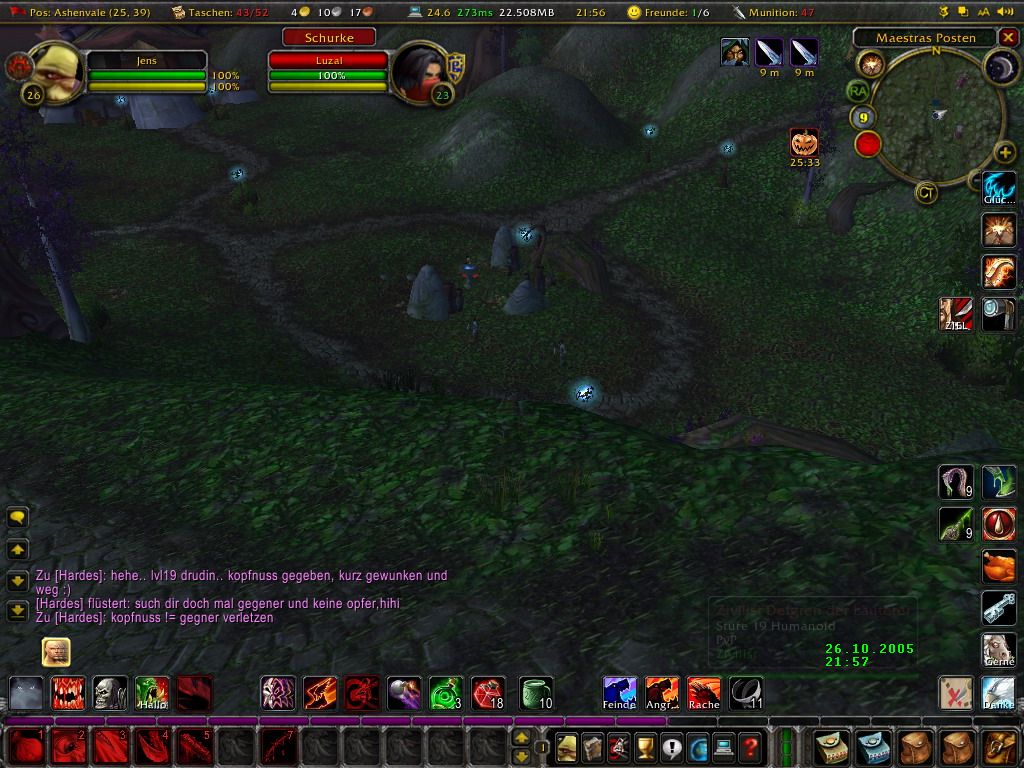 Pos: Ashenvale (25, 39) Taschen: 43/52 4 10 17 24.6 273ms 22.508MB 21:56 Freunde: 1/6 Munition: 47
Schurke
Maestras Posten
N
Jens
Luzal
100%
100%
100%
26
23
9 m 9 m
RA
9
25:33
CT
Gluc...
ZIEL
9
9
Zu [Hardes]: hehe.. lvl19 drudin.. kopfnuss gegeben, kurz gewunken und
weg :)
[Hardes] flüstert: such dir doch mal gegener und keine opfer,hihi
Zu [Hardes]: kopfnuss != gegner verletzen
Stufe 19 Humanoid
PvP
Zivilist
26.10.2005
21:57
Gerne
Hallo
3 18 10
Feinde Angr... Rache 11
Danke
1 2 3 4 5 7
1